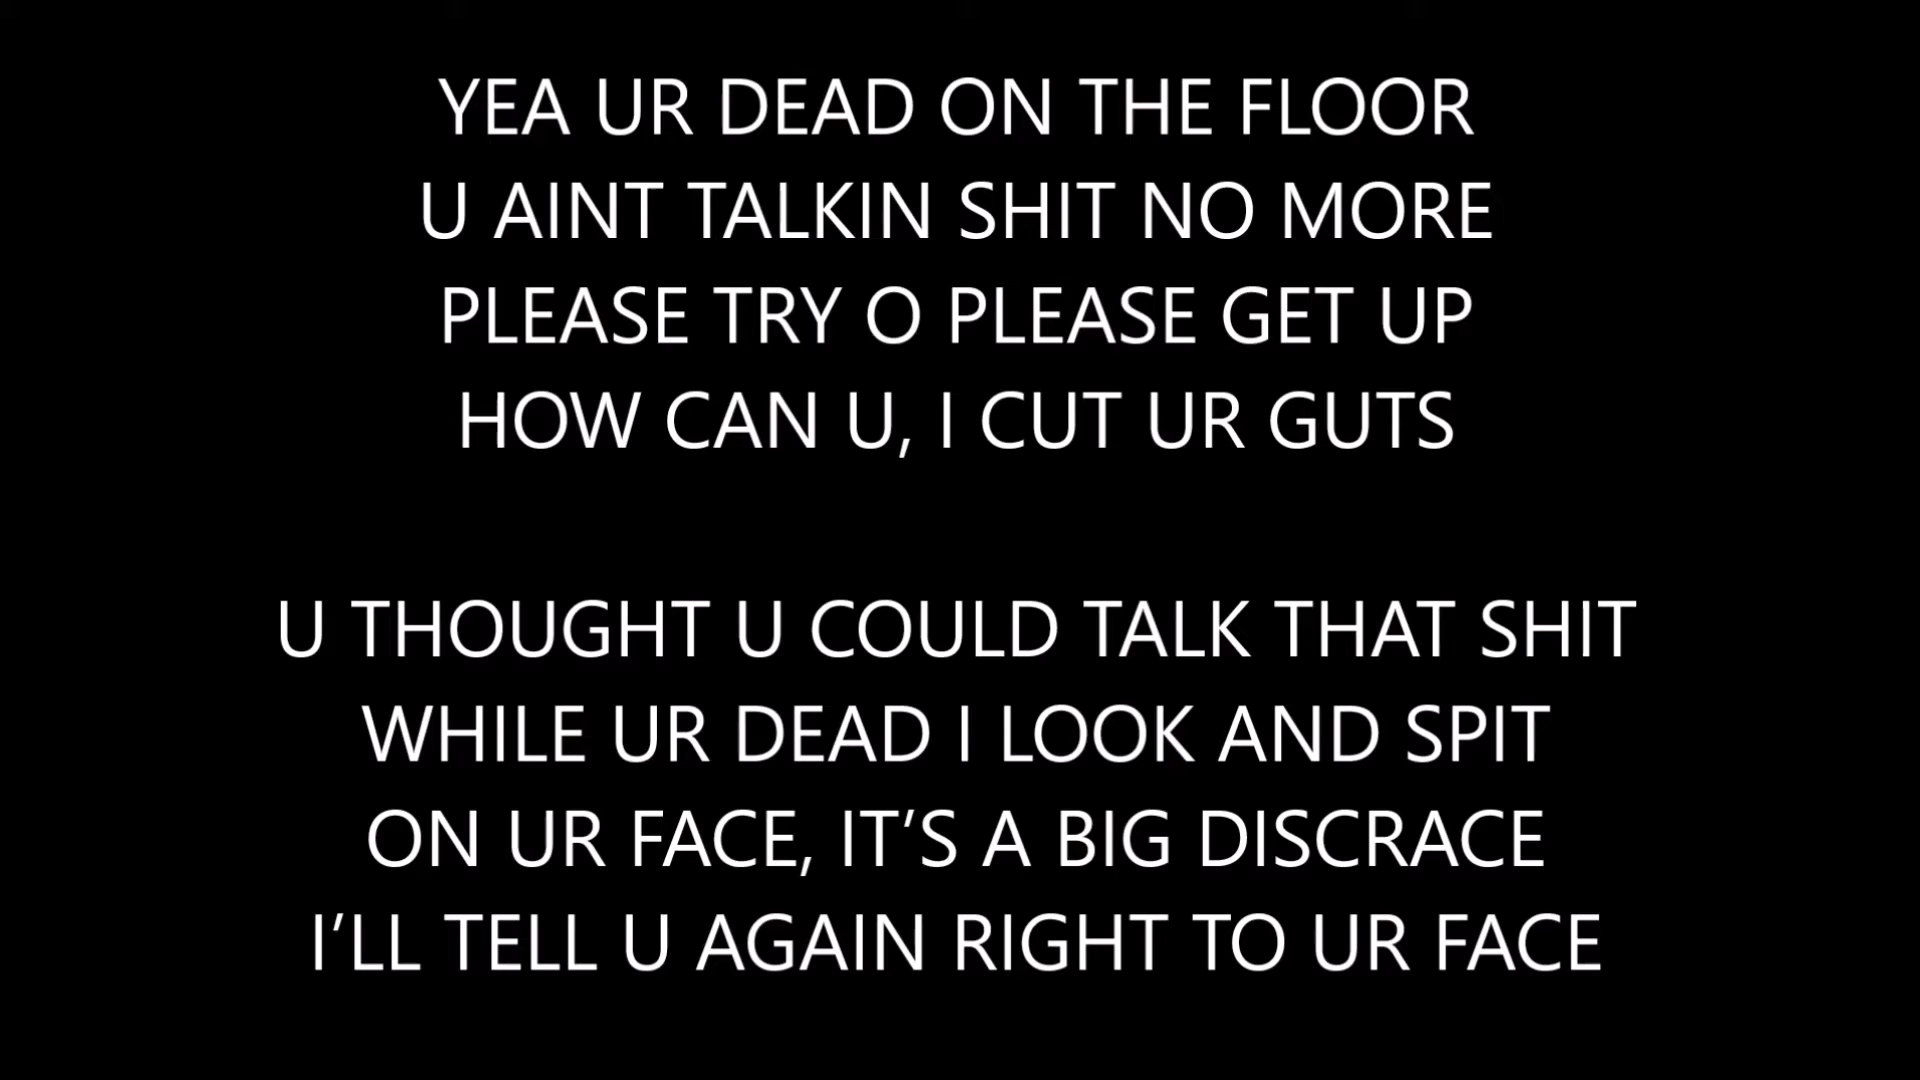 YEA UR DEAD ON THE FLOOR
U AINT TALKIN SHIT NO MORE
PLEASE TRY O PLEASE GET UP
HOW CAN U, I CUT UR GUTS
U THOUGHT U COULD TALK THAT SHIT
WHILE UR DEAD I LOOK AND SPIT
ON UR FACE, IT’S A BIG DISCRACE
I’LL TELL U AGAIN RIGHT TO UR FACE